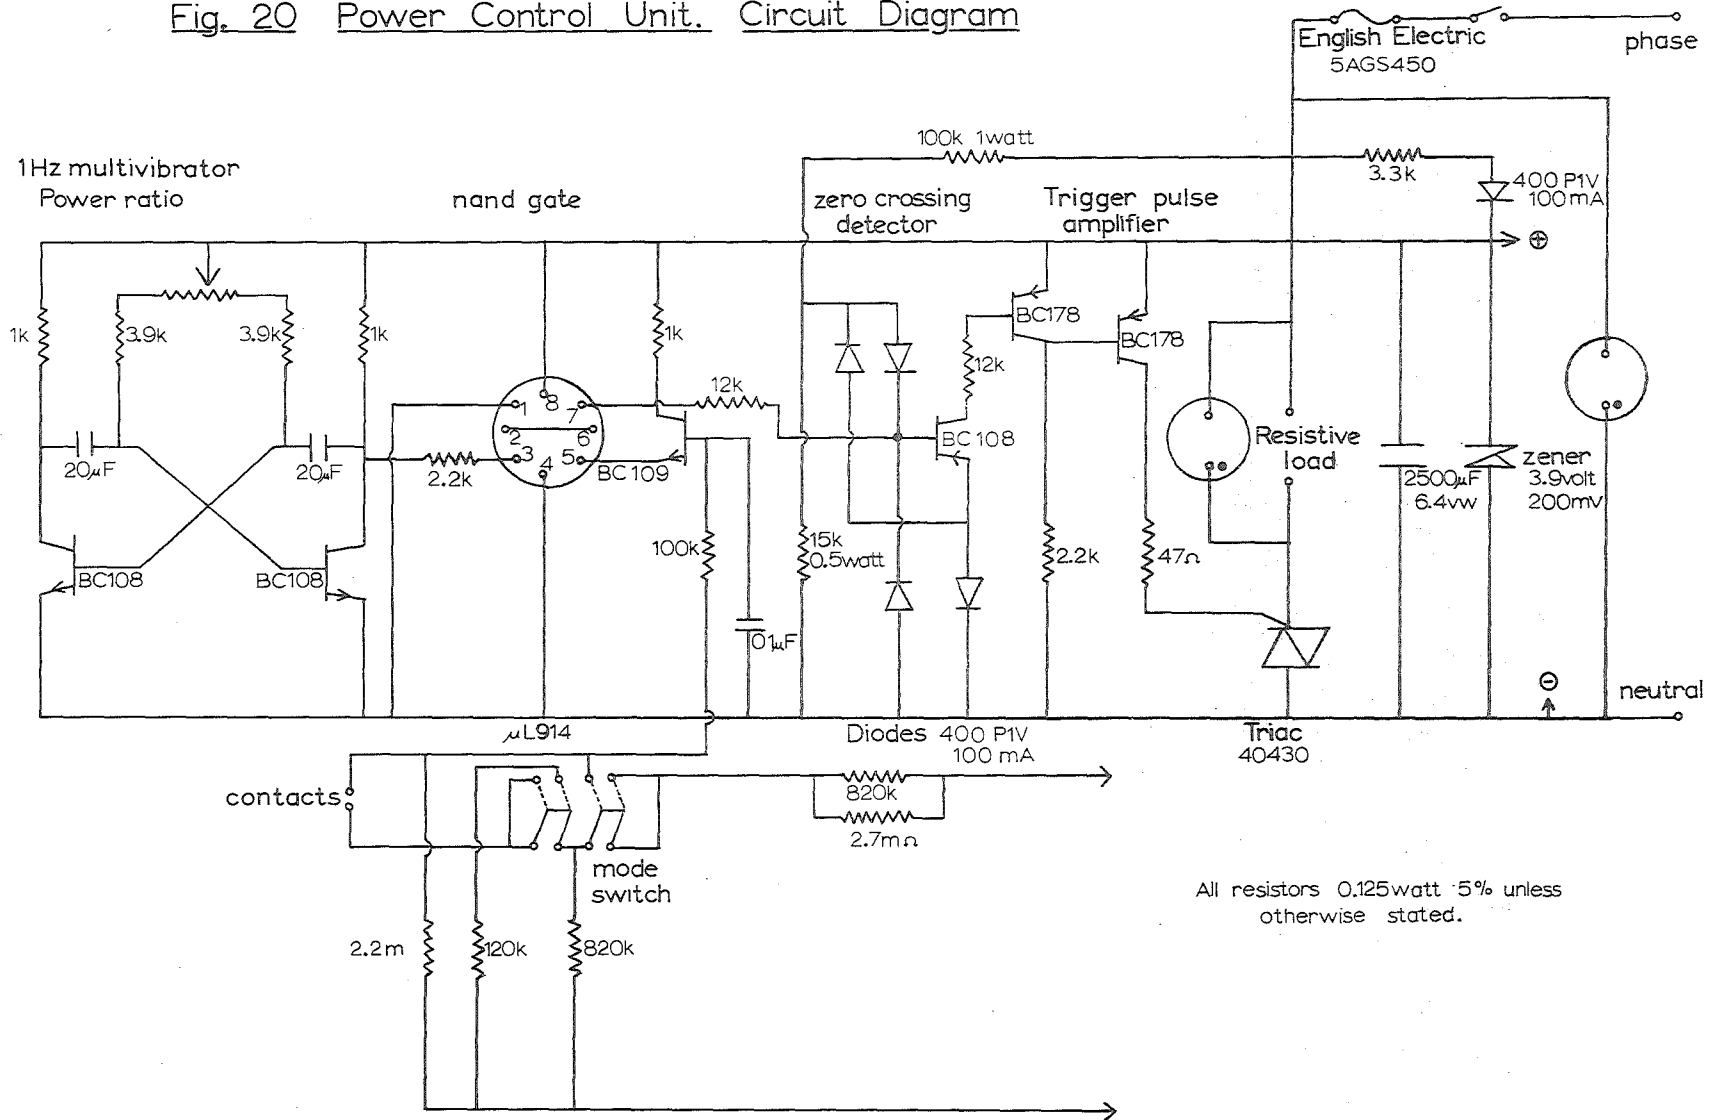 Fig. 20 Power Control Unit. Circuit Diagram
English Electric
5AGS450
phase
100k 1watt
3.3k
400 P1V
100mA
1Hz multivibrator
Power ratio
nand gate
zero crossing
detector
Trigger pulse
amplifier
⊕
1k
3.9k
3.9k
1k
1k
BC178
BC178
12k
12k
1
8
7
2
6
3
4
5
BC109
BC108
Resistive
load
20µF
20µF
2.2k
2500µF
6.4vw
zener
3.9volt
200mV
100k
15k
0.5watt
2.2k
47Ω
BC108
BC108
01µF
⊖
neutral
µL914
Diodes 400 P1V
100 mA
Triac
40430
contacts
820k
2.7mΩ
mode
switch
2.2m
120k
820k
All resistors 0.125watt 5% unless
otherwise stated.